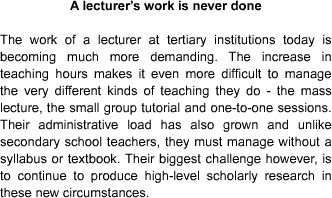 A lecturer's work is never done
The work of a lecturer at tertiary institutions today is
becoming much more demanding. The increase in
teaching hours makes it even more difficult to manage
the very different kinds of teaching they do - the mass
lecture, the small group tutorial and one-to-one sessions.
Their administrative load has also grown and unlike
secondary school teachers, they must manage without a
syllabus or textbook. Their biggest challenge however, is
to continue to produce high-level scholarly research in
these new circumstances.